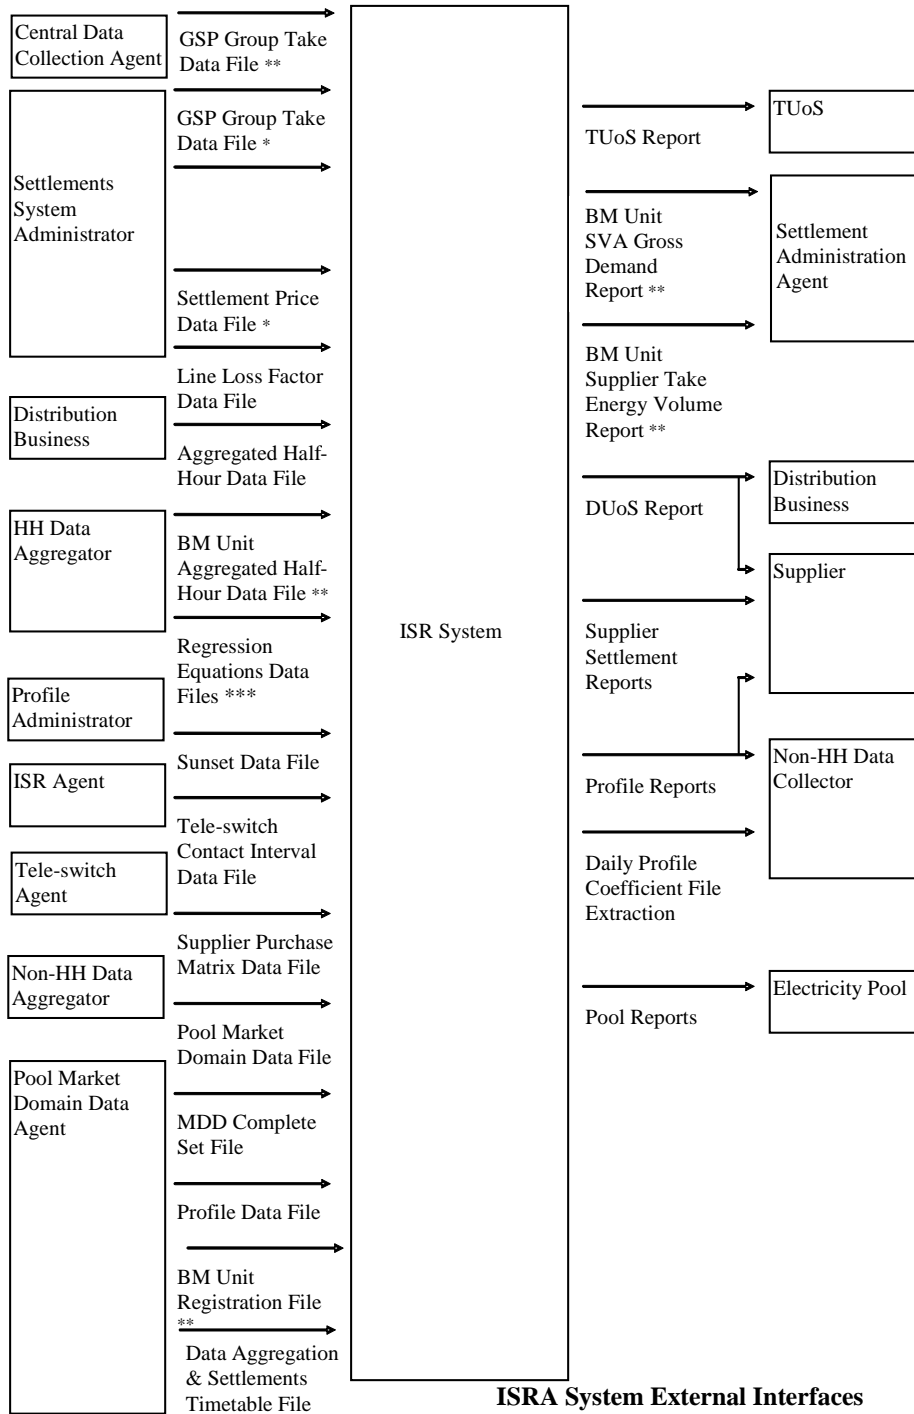 Central Data
Collection Agent
GSP Group Take
Data File **
GSP Group Take
Data File *
Settlements
System
Administrator
Settlement Price
Data File *
Line Loss Factor
Data File
Distribution
Business
Aggregated Half-
Hour Data File
HH Data
Aggregator
BM Unit
Aggregated Half-
Hour Data File **
Regression
Equations Data
Files ***
Profile
Administrator
Sunset Data File
ISR Agent
Tele-switch
Contact Interval
Data File
Tele-switch
Agent
Supplier Purchase
Matrix Data File
Non-HH Data
Aggregator
Pool Market
Domain Data File
Pool Market
Domain Data
Agent
MDD Complete
Set File
Profile Data File
BM Unit
Registration File
**
Data Aggregation
& Settlements
Timetable File
ISR System
TUoS Report
TUoS
BM Unit
SVA Gross
Demand
Report **
Settlement
Administration
Agent
BM Unit
Supplier Take
Energy Volume
Report **
DUoS Report
Distribution
Business
Supplier
Supplier
Settlement
Reports
Profile Reports
Non-HH Data
Collector
Daily Profile
Coefficient File
Extraction
Pool Reports
Electricity Pool
ISRA System External Interfaces